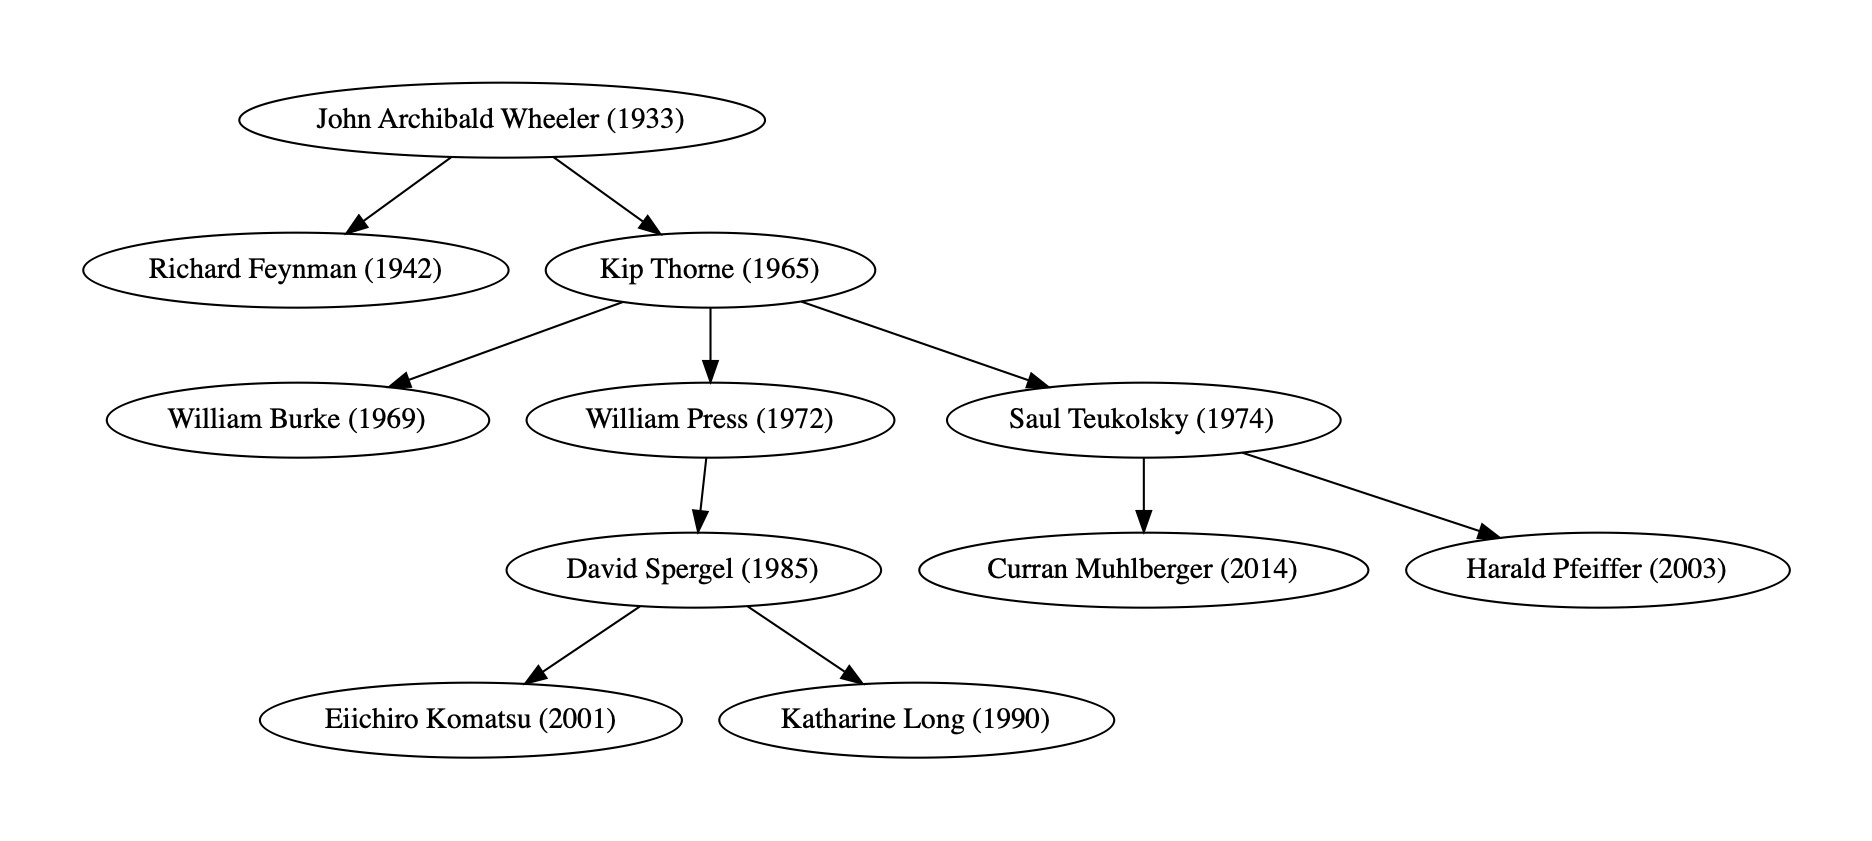 John Archibald Wheeler (1933)
Richard Feynman (1942)
Kip Thorne (1965)
William Burke (1969)
William Press (1972)
Saul Teukolsky (1974)
David Spergel (1985)
Curran Muhlberger (2014)
Harald Pfeiffer (2003)
Eiichiro Komatsu (2001)
Katharine Long (1990)